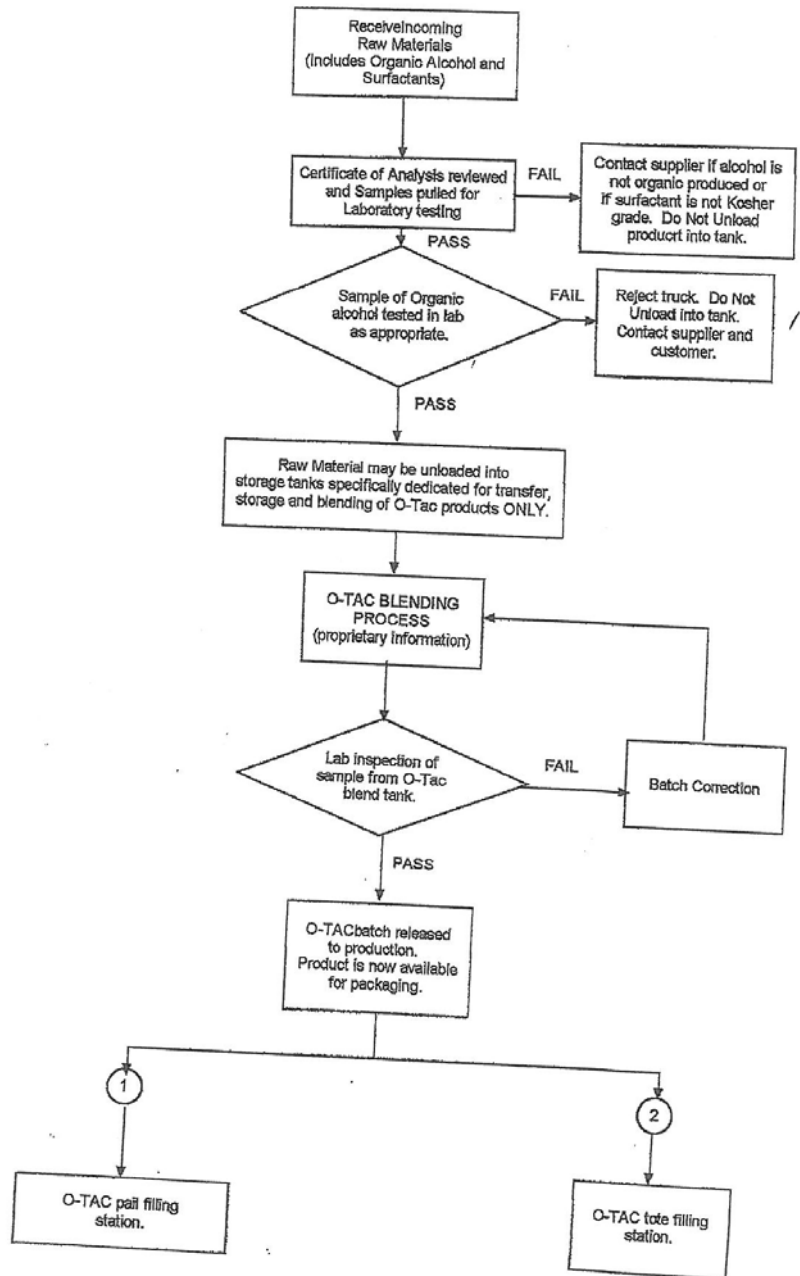 ReceiveIncoming
Raw Materials
(Includes Organic Alcohol and
Surfactants)
Certificate of Analysis reviewed
and Samples pulled for
Laboratory testing
FAIL
Contact supplier if alcohol is
not organic produced or
if surfactant is not Kosher
grade. Do Not Unload
producrt into tank.
PASS
Sample of Organic
alcohol tested in lab
as appropriate.
FAIL
Reject truck. Do Not
Unload into tank.
Contact supplier and
customer.
PASS
Raw Material may be unloaded into
storage tanks specifically dedicated for transfer,
storage and blending of O-Tac products ONLY.
O-TAC BLENDING
PROCESS
(proprietary information)
Lab inspection of
sample from O-Tac
blend tank.
FAIL
Batch Correction
PASS
O-TACbatch released
to production.
Product is now available
for packaging.
1
2
O-TAC pail filling
station.
O-TAC tote filling
station.